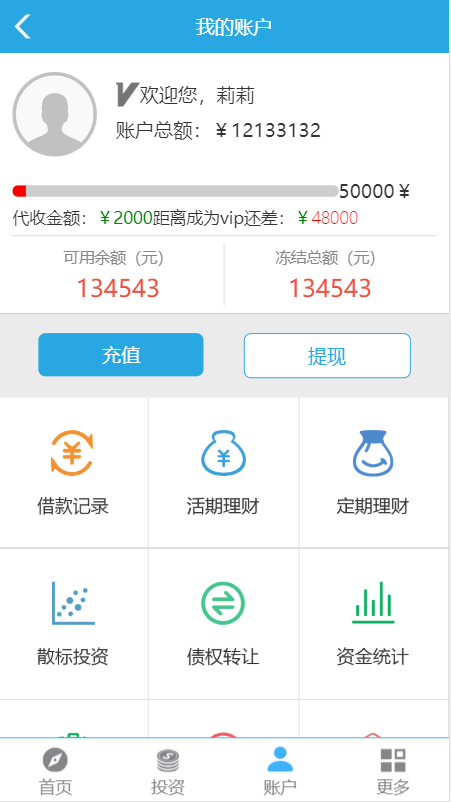 我的账户
V 欢迎您，莉莉
账户总额：￥12133132
50000￥
代收金额：￥2000距离成为vip还差：￥48000
可用余额（元） 冻结总额（元）
134543 134543
充值 提现
借款记录 活期理财 定期理财
散标投资 债权转让 资金统计
首页 投资 账户 更多